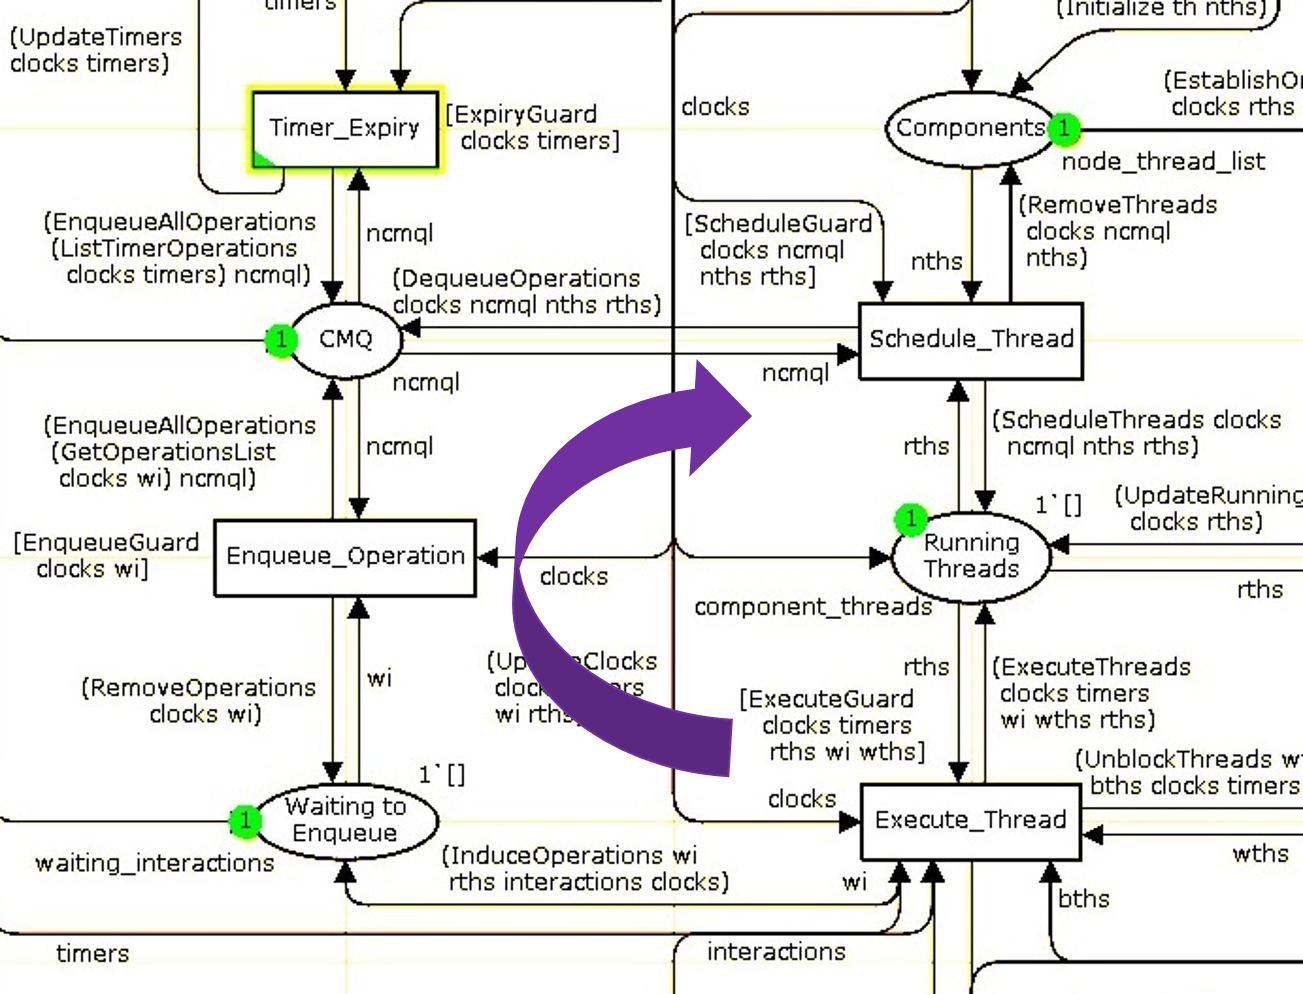 timers
(UpdateTimers
clocks timers)
Timer_Expiry
[ExpiryGuard
clocks timers]
clocks
(Initialize th nths)
Components
1
node_thread_list
clocks rths
(EnqueueAllOperations
(ListTimerOperations
clocks timers) ncmql)
ncmql
(DequeueOperations
clocks ncmql nths rths)
[ScheduleGuard
clocks ncmql
nths rths]
nths
(RemoveThreads
clocks ncmql
nths)
1
CMQ
ncmql
ncmql
Schedule_Thread
(EnqueueAllOperations
(GetOperationsList
clocks wi) ncmql)
ncmql
rths
(ScheduleThreads clocks
ncmql nths rths)
[EnqueueGuard
clocks wi]
Enqueue_Operation
clocks
1
1`[]
Running
Threads
component_threads
(UpdateRunning
clocks rths)
rths
(RemoveOperations
clocks wi)
wi
wi rths
[ExecuteGuard
clocks timers
rths wi wths]
rths
(ExecuteThreads
clocks timers
wi wths rths)
1`[]
1
Waiting to
Enqueue
waiting_interactions
clocks
Execute_Thread
(UnblockThreads
bths clocks timers
wths
(InduceOperations wi
rths interactions clocks)
wi
bths
timers
interactions